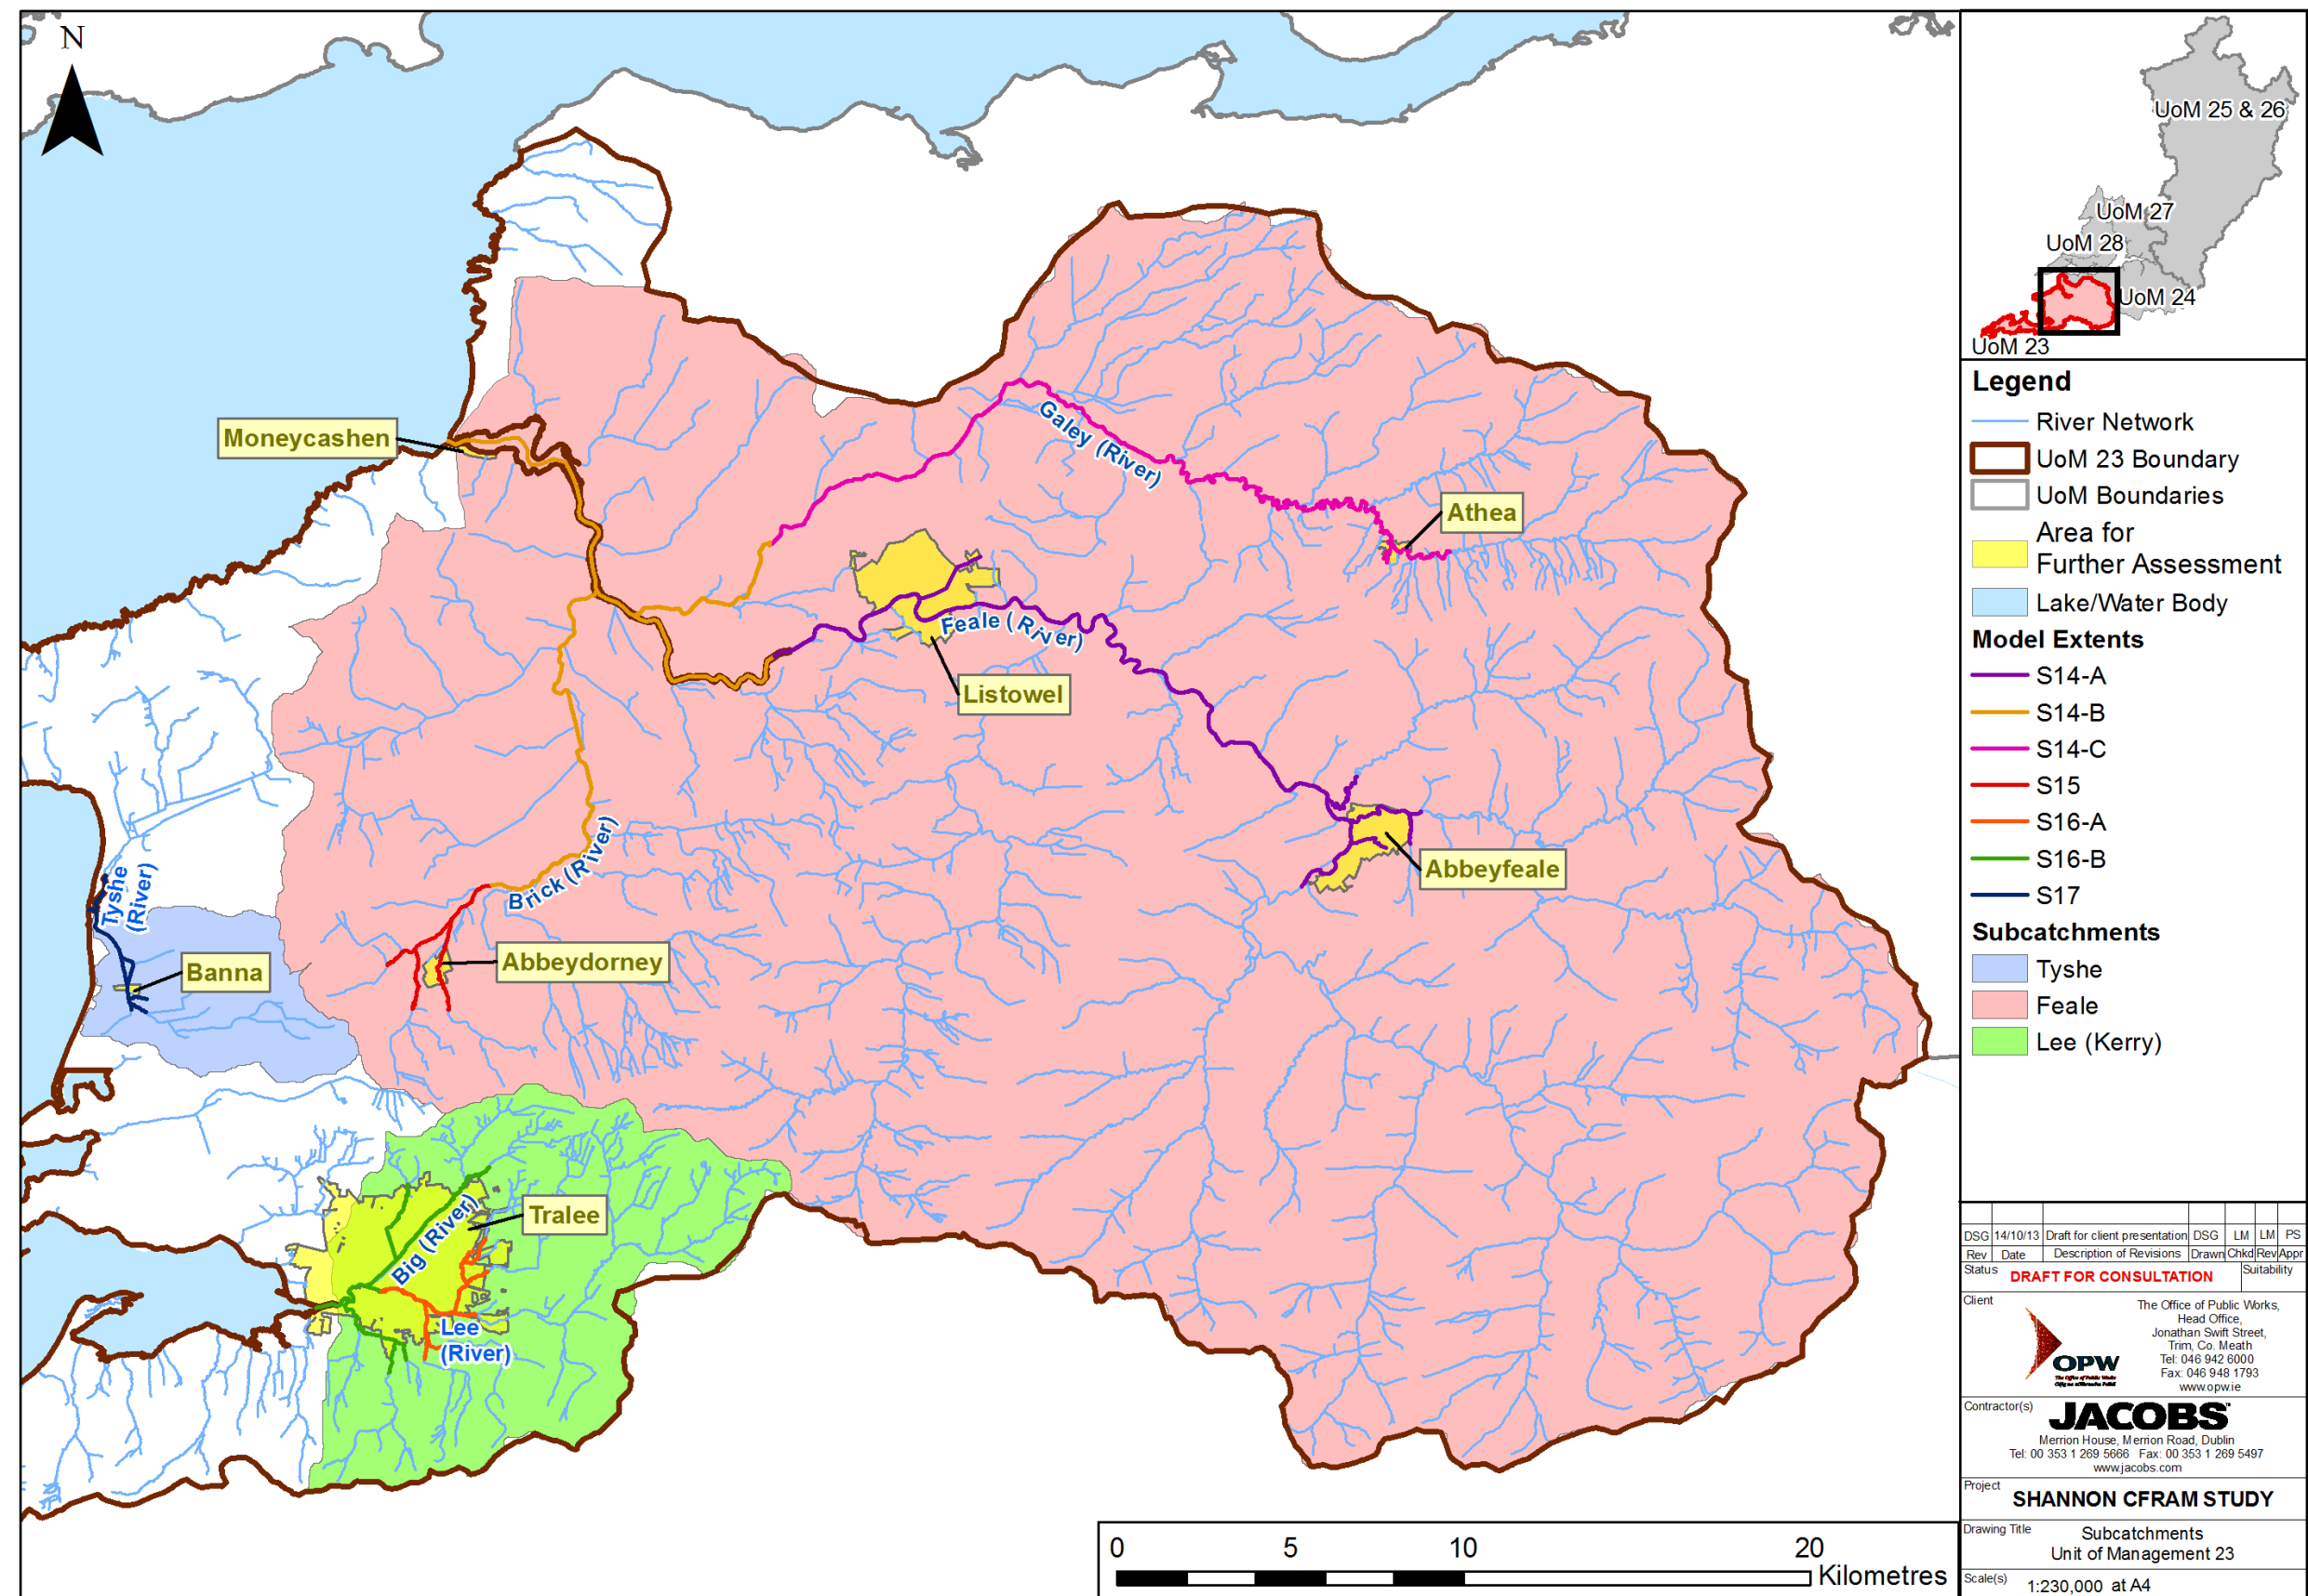 N
Moneycashen
Galey (River)
Athea
Feale (River)
Listowel
Abbeyfeale
Brick (River)
Tyshe
(River)
Abbeydorney
Banna
Tralee
Big (River)
Lee
(River)
0 5 10 20
Kilometres
UoM 25 & 26
UoM 27
UoM 28
UoM 24
UoM 23
Legend
River Network
UoM 23 Boundary
UoM Boundaries
Area for
Further Assessment
Lake/Water Body
Model Extents
S14-A
S14-B
S14-C
S15
S16-A
S16-B
S17
Subcatchments
Tyshe
Feale
Lee (Kerry)
DSG 14/10/13 Draft for client presentation DSG LM LM PS
Rev Date Description of Revisions Drawn Chkd Rev Appr
Status DRAFT FOR CONSULTATION Suitability
Client
The Office of Public Works,
Head Office,
Jonathan Swift Street,
Trim, Co. Meath
Tel: 046 942 6000
Fax: 046 948 1793
www.opw.ie
OPW
The Office of Public Works
Contractor(s)
JACOBS
Merrion House, Merrion Road, Dublin
Tel: 00 353 1 269 5666 Fax: 00 353 1 269 5497
www.jacobs.com
Project
SHANNON CFRAM STUDY
Drawing Title
Subcatchments
Unit of Management 23
Scale(s) 1:230,000 at A4